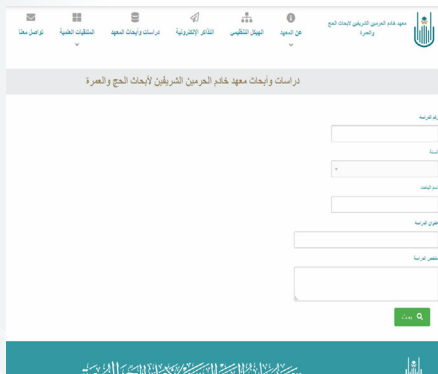 معهد خادم الحرمين الشريفين لأبحاث الحج
والعمرة
عن المعهد
الهيكل التنظيمي
التذاكر الإلكترونية
دراسات وأبحاث المعهد
الملتقيات العلمية
تواصل معنا
دراسات وأبحاث معهد خادم الحرمين الشريفين لأبحاث الحج والعمرة
رقم الدراسة
السنة
اسم الباحث
عنوان الدراسة
ملخص الدراسة
بحث